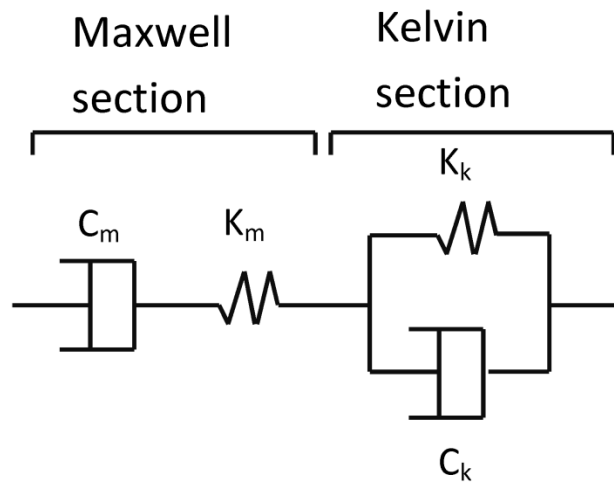 Maxwell
section
Kelvin
section
Cₘ
Kₘ
Kₖ
Cₖ